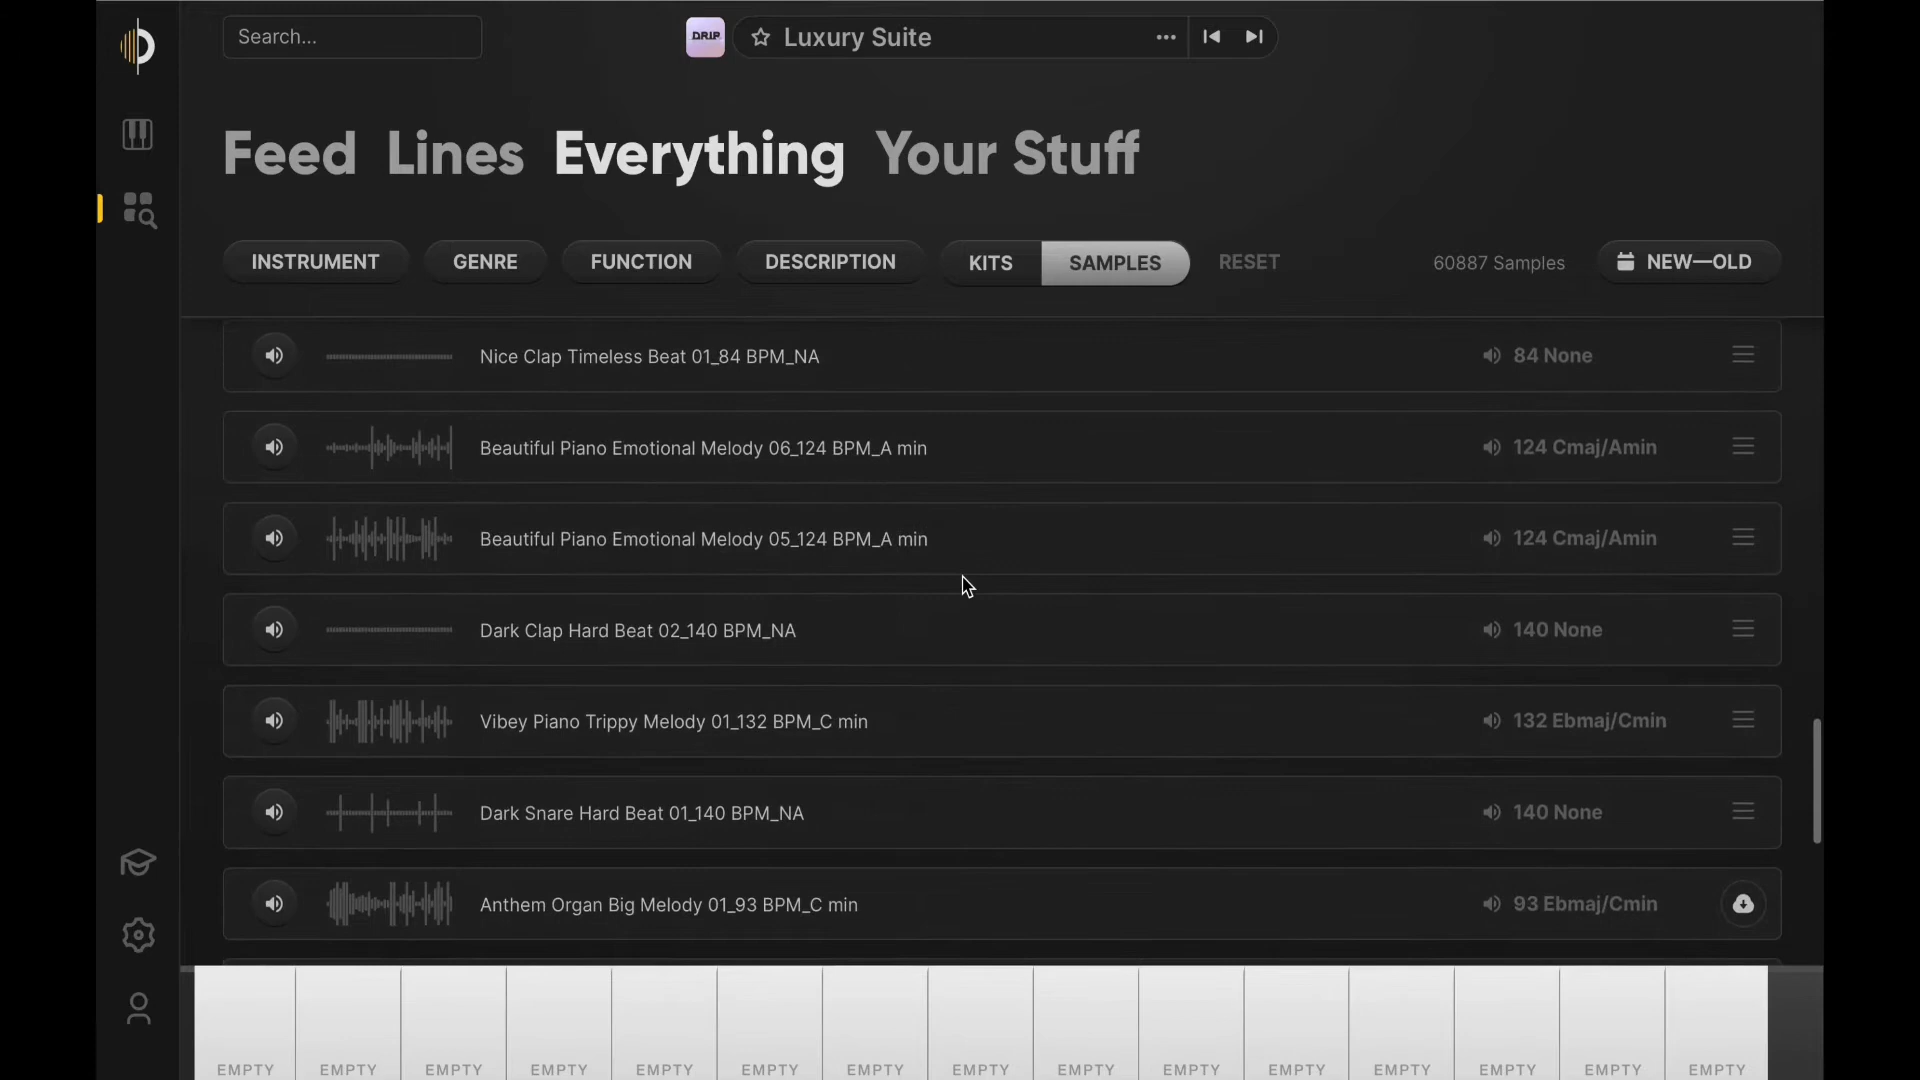 Search...
DRIP
Luxury Suite
Feed Lines Everything Your Stuff
INSTRUMENT GENRE FUNCTION DESCRIPTION KITS SAMPLES RESET 60887 Samples NEW—OLD
Nice Clap Timeless Beat 01_84 BPM_NA 84 None
Beautiful Piano Emotional Melody 06_124 BPM_A min 124 Cmaj/Amin
Beautiful Piano Emotional Melody 05_124 BPM_A min 124 Cmaj/Amin
Dark Clap Hard Beat 02_140 BPM_NA 140 None
Vibey Piano Trippy Melody 01_132 BPM_C min 132 Ebmaj/Cmin
Dark Snare Hard Beat 01_140 BPM_NA 140 None
Anthem Organ Big Melody 01_93 BPM_C min 93 Ebmaj/Cmin
EMPTY EMPTY EMPTY EMPTY EMPTY EMPTY EMPTY EMPTY EMPTY EMPTY EMPTY EMPTY EMPTY EMPTY EMPTY